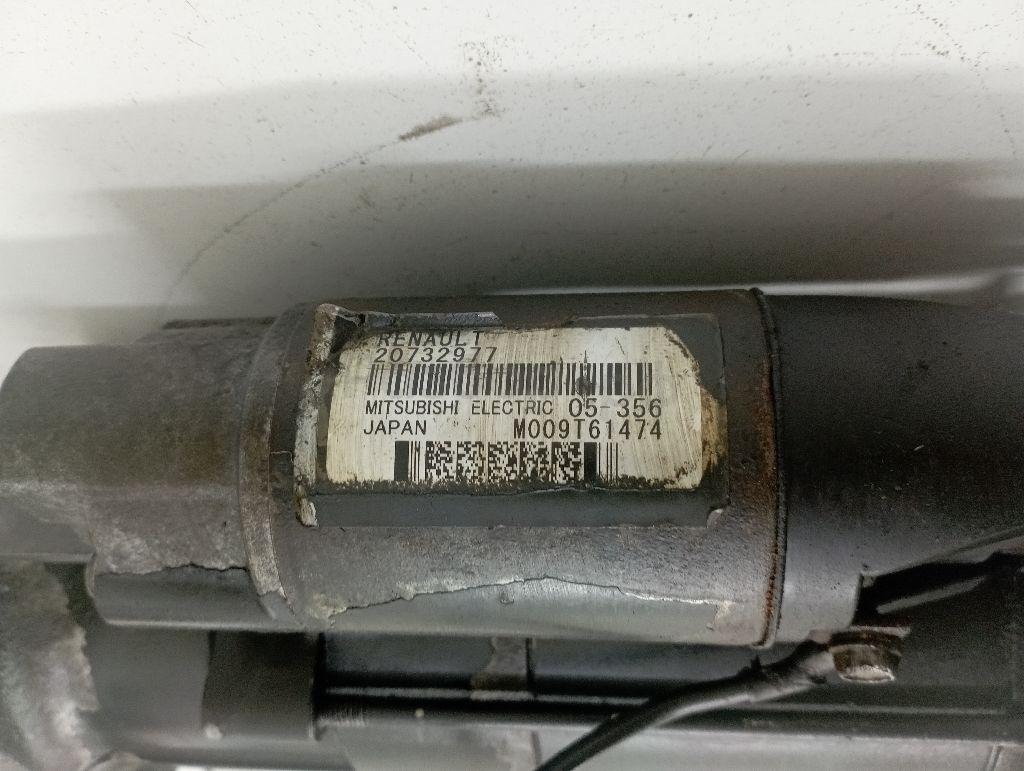 RENAULT
20732977
MITSUBISHI ELECTRIC 05-356
JAPAN M009T61474